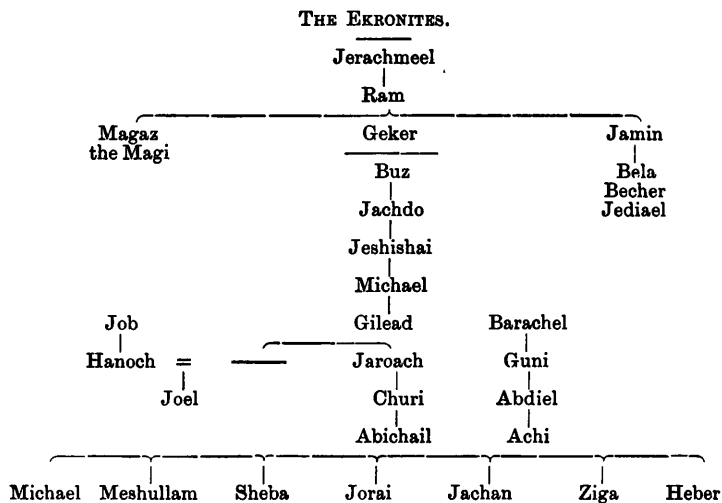 THE EKRONITES.
Jerachmeel
Ram
Magaz Geker Jamin
the Magi
Buz Bela
Becher
Jachdo Jediael
Jeshishai
Michael
Job Gilead Barachel
Hanoch = Jaroach Guni
Joel Churi Abdiel
Abichail Achi
Michael Meshullam Sheba Jorai Jachan Ziga Heber